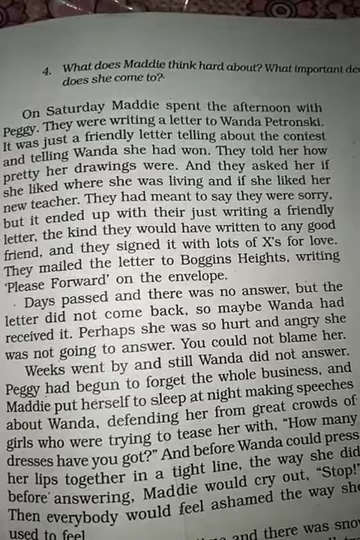 4. What does Maddie think hard about? What important de
does she come to?
On Saturday Maddie spent the afternoon with
Peggy. They were writing a letter to Wanda Petronski.
It was just a friendly letter telling about the contest
and telling Wanda she had won. They told her how
pretty her drawings were. And they asked her if
she liked where she was living and if she liked her
new teacher. They had meant to say they were sorry,
but it ended up with their just writing a friendly
letter, the kind they would have written to any good
friend, and they signed it with lots of X's for love.
They mailed the letter to Boggins Heights, writing
'Please Forward' on the envelope.
Days passed and there was no answer, but the
letter did not come back, so maybe Wanda had
received it. Perhaps she was so hurt and angry she
was not going to answer. You could not blame her.
Weeks went by and still Wanda did not answer.
Peggy had begun to forget the whole business, and
Maddie put herself to sleep at night making speeches
about Wanda, defending her from great crowds of
girls who were trying to tease her with, “How many
dresses have you got?” And before Wanda could press
her lips together in a tight line, the way she did
before answering, Maddie would cry out, “Stop!
Then everybody would feel ashamed the way she
used to feel
and there was snow